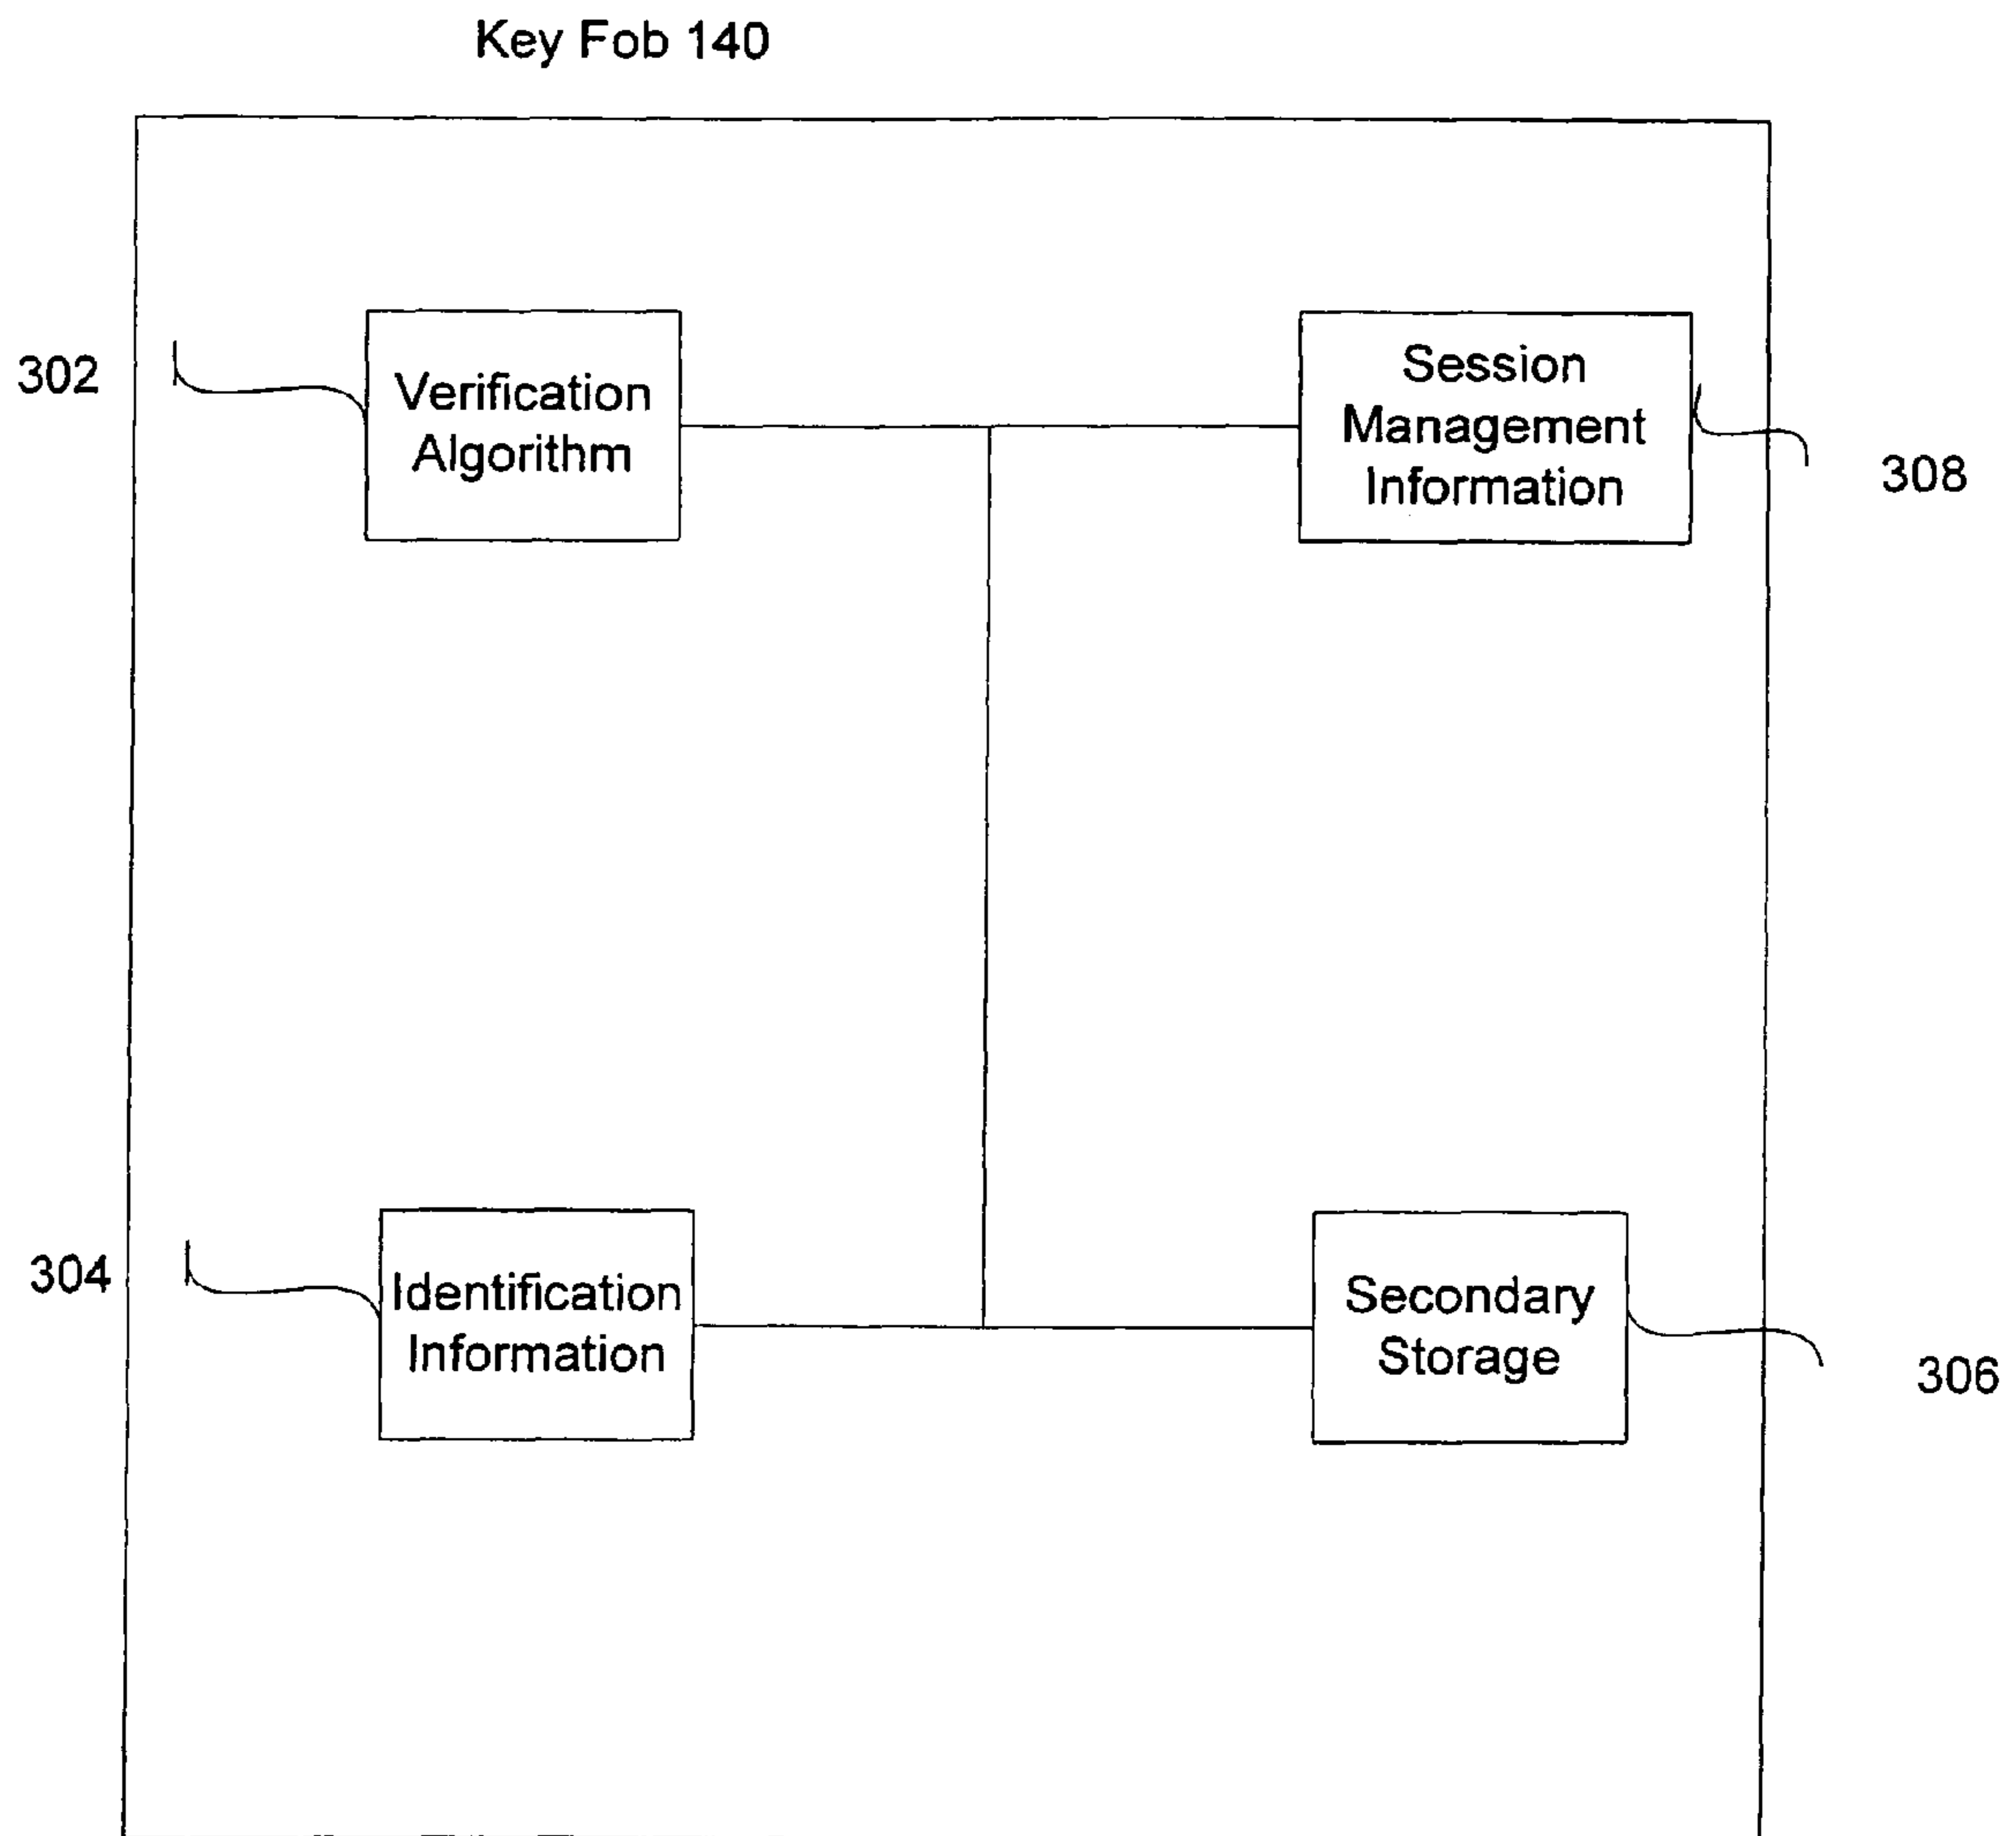 Key Fob 140
302
Verification
Algorithm
Session
Management
Information
308
304
Identification
Information
Secondary
Storage
306